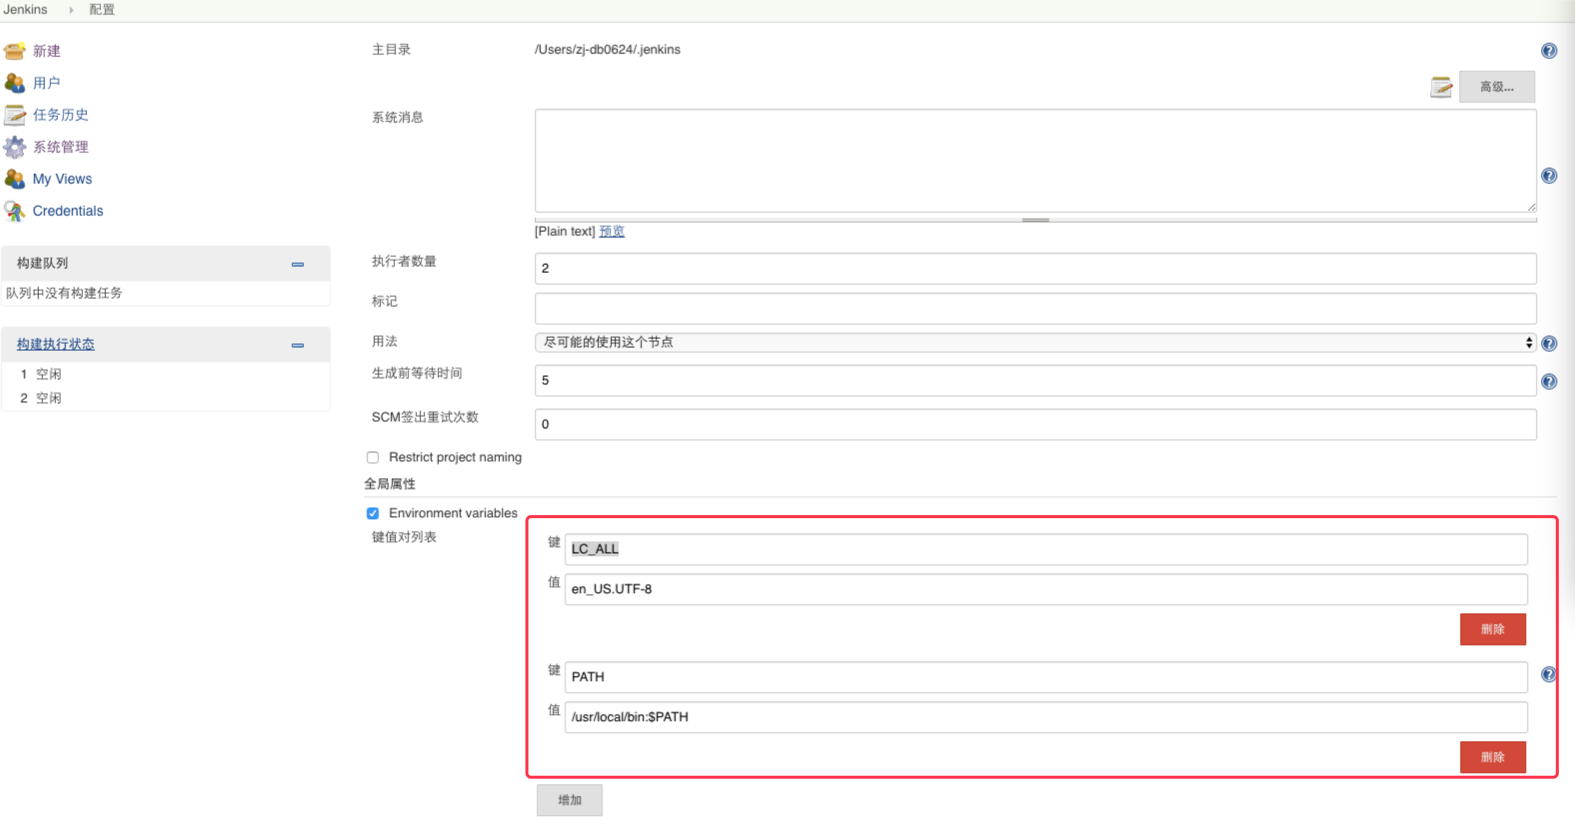 Jenkins 配置
新建
用户
任务历史
系统管理
My Views
Credentials
构建队列
队列中没有构建任务
构建执行状态
1 空闲
2 空闲
主目录 /Users/zj-db0624/.jenkins
高级...
系统消息
[Plain text] 预览
执行者数量 2
标记
用法 尽可能的使用这个节点
生成前等待时间 5
SCM签出重试次数 0
Restrict project naming
全局属性
Environment variables
键值对列表
键 LC_ALL
值 en_US.UTF-8
删除
键 PATH
值 /usr/local/bin:$PATH
删除
增加